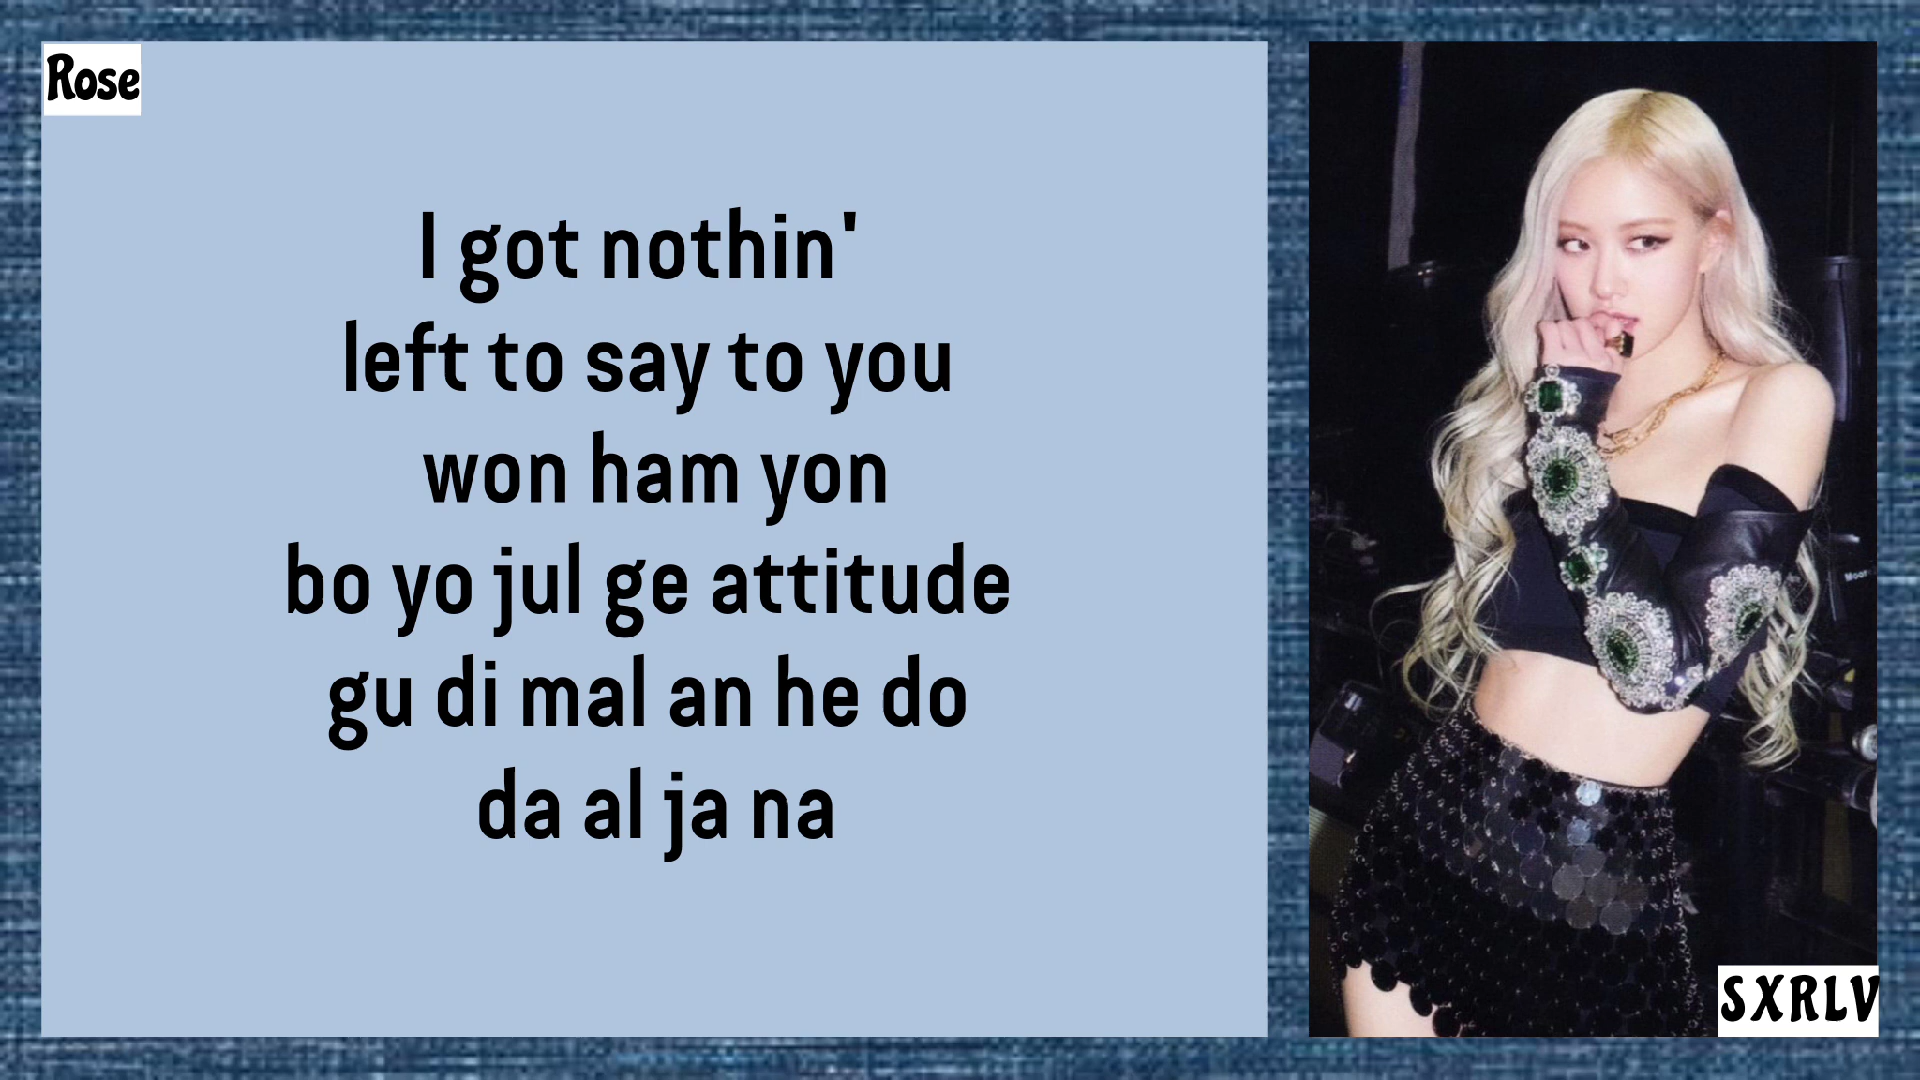 Rose
I got nothin'
left to say to you
won ham yon
bo yo jul ge attitude
gu di mal an he do
da al ja na
SXRLV